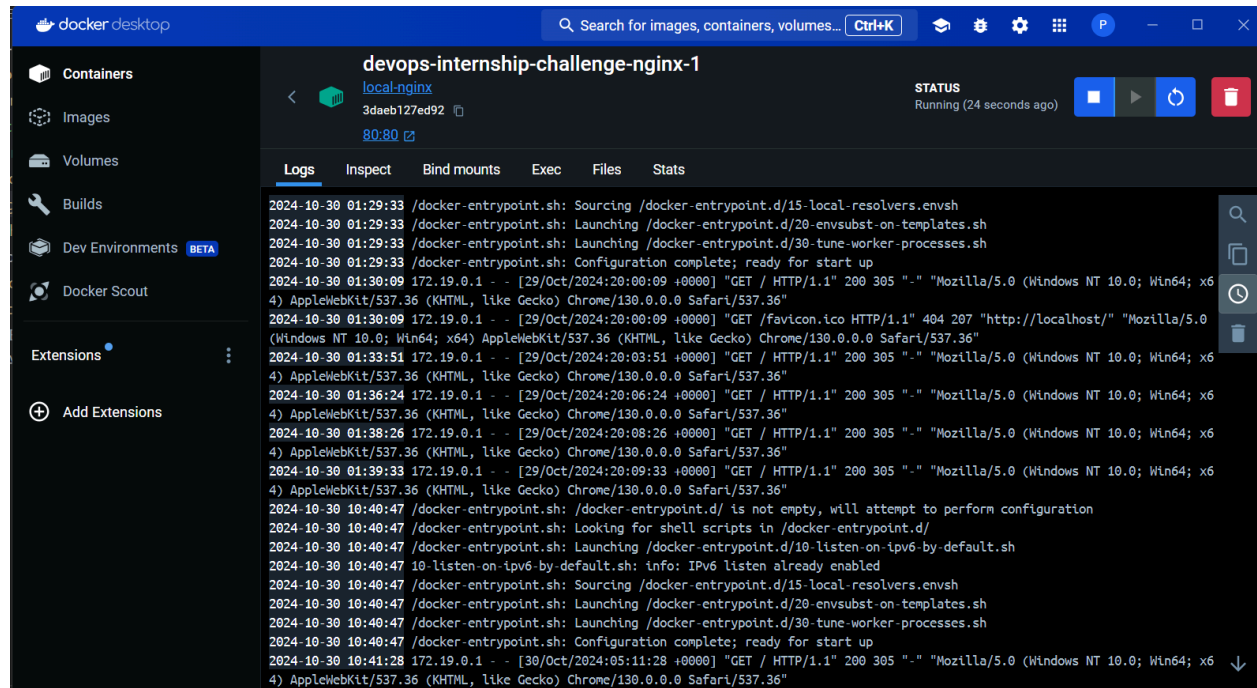 docker desktop
Search for images, containers, volumes... Ctrl+K
P
Containers
Images
Volumes
Builds
Dev Environments BETA
Docker Scout
Extensions
Add Extensions
devops-internship-challenge-nginx-1
local-nginx
3daeb127ed92
80:80
STATUS
Running (24 seconds ago)
Logs Inspect Bind mounts Exec Files Stats
2024-10-30 01:29:33 /docker-entrypoint.sh: Sourcing /docker-entrypoint.d/15-local-resolvers.envsh
2024-10-30 01:29:33 /docker-entrypoint.sh: Launching /docker-entrypoint.d/20-envsubst-on-templates.sh
2024-10-30 01:29:33 /docker-entrypoint.sh: Launching /docker-entrypoint.d/30-tune-worker-processes.sh
2024-10-30 01:29:33 /docker-entrypoint.sh: Configuration complete; ready for start up
2024-10-30 01:30:09 172.19.0.1 - - [29/Oct/2024:20:00:09 +0000] "GET / HTTP/1.1" 200 305 "-" "Mozilla/5.0 (Windows NT 10.0; Win64; x6
4) AppleWebKit/537.36 (KHTML, like Gecko) Chrome/130.0.0.0 Safari/537.36"
2024-10-30 01:30:09 172.19.0.1 - - [29/Oct/2024:20:00:09 +0000] "GET /favicon.ico HTTP/1.1" 404 207 "http://localhost/" "Mozilla/5.0
(Windows NT 10.0; Win64; x64) AppleWebKit/537.36 (KHTML, like Gecko) Chrome/130.0.0.0 Safari/537.36"
2024-10-30 01:33:51 172.19.0.1 - - [29/Oct/2024:20:03:51 +0000] "GET / HTTP/1.1" 200 305 "-" "Mozilla/5.0 (Windows NT 10.0; Win64; x6
4) AppleWebKit/537.36 (KHTML, like Gecko) Chrome/130.0.0.0 Safari/537.36"
2024-10-30 01:36:24 172.19.0.1 - - [29/Oct/2024:20:06:24 +0000] "GET / HTTP/1.1" 200 305 "-" "Mozilla/5.0 (Windows NT 10.0; Win64; x6
4) AppleWebKit/537.36 (KHTML, like Gecko) Chrome/130.0.0.0 Safari/537.36"
2024-10-30 01:38:26 172.19.0.1 - - [29/Oct/2024:20:08:26 +0000] "GET / HTTP/1.1" 200 305 "-" "Mozilla/5.0 (Windows NT 10.0; Win64; x6
4) AppleWebKit/537.36 (KHTML, like Gecko) Chrome/130.0.0.0 Safari/537.36"
2024-10-30 01:39:33 172.19.0.1 - - [29/Oct/2024:20:09:33 +0000] "GET / HTTP/1.1" 200 305 "-" "Mozilla/5.0 (Windows NT 10.0; Win64; x6
4) AppleWebKit/537.36 (KHTML, like Gecko) Chrome/130.0.0.0 Safari/537.36"
2024-10-30 10:40:47 /docker-entrypoint.sh: /docker-entrypoint.d/ is not empty, will attempt to perform configuration
2024-10-30 10:40:47 /docker-entrypoint.sh: Looking for shell scripts in /docker-entrypoint.d/
2024-10-30 10:40:47 /docker-entrypoint.sh: Launching /docker-entrypoint.d/10-listen-on-ipv6-by-default.sh
2024-10-30 10:40:47 10-listen-on-ipv6-by-default.sh: info: IPv6 listen already enabled
2024-10-30 10:40:47 /docker-entrypoint.sh: Sourcing /docker-entrypoint.d/15-local-resolvers.envsh
2024-10-30 10:40:47 /docker-entrypoint.sh: Launching /docker-entrypoint.d/20-envsubst-on-templates.sh
2024-10-30 10:40:47 /docker-entrypoint.sh: Launching /docker-entrypoint.d/30-tune-worker-processes.sh
2024-10-30 10:40:47 /docker-entrypoint.sh: Configuration complete; ready for start up
2024-10-30 10:41:28 172.19.0.1 - - [30/Oct/2024:05:11:28 +0000] "GET / HTTP/1.1" 200 305 "-" "Mozilla/5.0 (Windows NT 10.0; Win64; x6
4) AppleWebKit/537.36 (KHTML, like Gecko) Chrome/130.0.0.0 Safari/537.36"